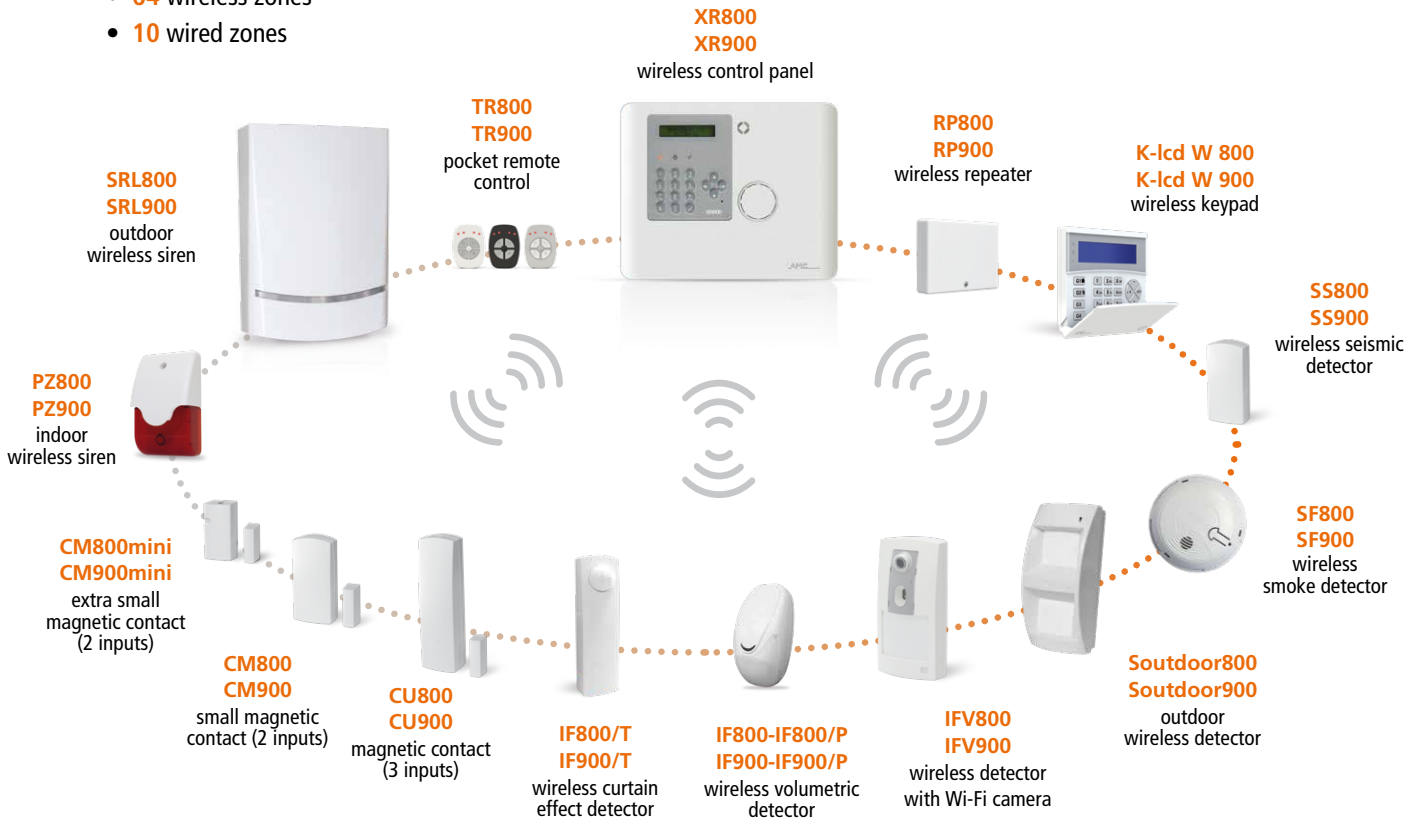 • 64 wireless zones
• 10 wired zones
XR800
XR900
wireless control panel
TR800
TR900
pocket remote
control
RP800
RP900
wireless repeater
K-lcd W 800
K-lcd W 900
wireless keypad
SRL800
SRL900
outdoor
wireless siren
SS800
SS900
wireless seismic
detector
PZ800
PZ900
indoor
wireless siren
AMC
SF800
SF900
wireless
smoke detector
CM800mini
CM900mini
extra small
magnetic contact
(2 inputs)
CM800
CM900
small magnetic
contact (2 inputs)
CU800
CU900
magnetic contact
(3 inputs)
IF800/T
IF900/T
wireless curtain
effect detector
IF800-IF800/P
IF900-IF900/P
wireless volumetric
detector
IFV800
IFV900
wireless detector
with Wi-Fi camera
Soutdoor800
Soutdoor900
outdoor
wireless detector